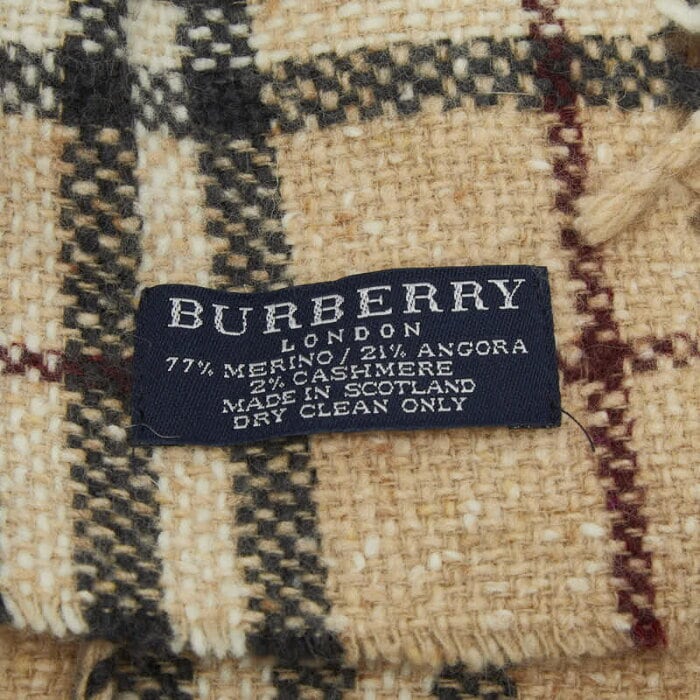 BURBERRY
LONDON
77% MERINO / 21% ANGORA
2% CASHMERE
MADE IN SCOTLAND
DRY CLEAN ONLY